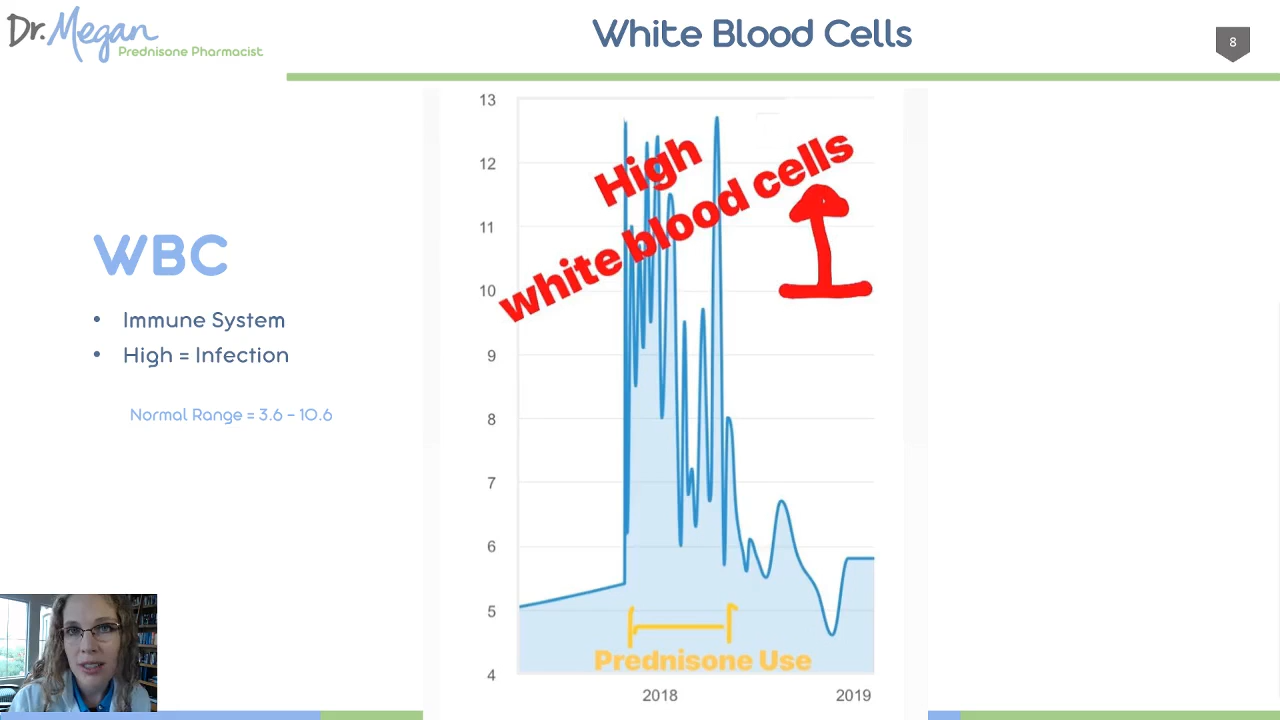 Dr. Megan
Prednisone Pharmacist
White Blood Cells
8
WBC
• Immune System
• High = Infection
Normal Range = 3.6 - 10.6
13
12
11
10
9
8
7
6
5
4
High
white blood cells
Prednisone Use
2018
2019